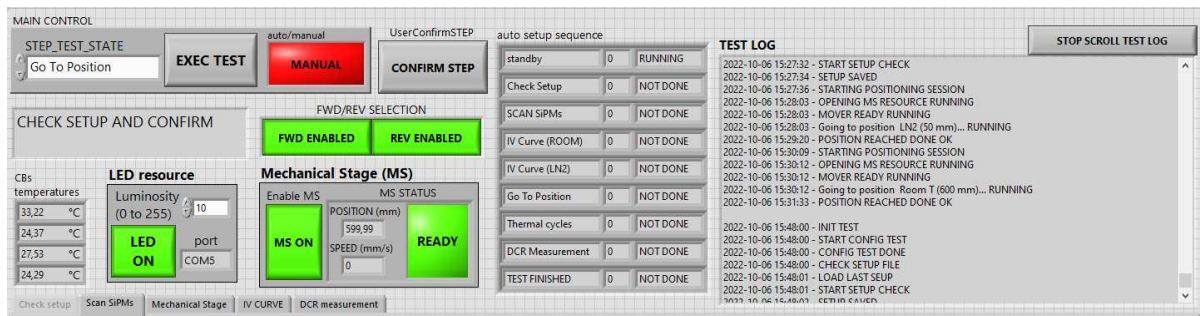 MAIN CONTROL
STEP_TEST_STATE
Go To Position
EXEC TEST
auto/manual
MANUAL
UserConfirmSTEP
CONFIRM STEP
CHECK SETUP AND CONFIRM
FWD/REV SELECTION
FWD ENABLED
REV ENABLED
CBs
temperatures
33,22 °C
24,37 °C
27,53 °C
24,29 °C
LED resource
Luminosity
(0 to 255)
10
LED
ON
port
COM5
Mechanical Stage (MS)
Enable MS
MS ON
MS STATUS
POSITION (mm)
599,99
SPEED (mm/s)
0
READY
auto setup sequence
standby 0 RUNNING
Check Setup 0 NOT DONE
SCAN SiPMs 0 NOT DONE
IV Curve (ROOM) 0 NOT DONE
IV Curve (LN2) 0 NOT DONE
Go To Position 0 NOT DONE
Thermal cycles 0 NOT DONE
DCR Measurement 0 NOT DONE
TEST FINISHED 0 NOT DONE
TEST LOG
STOP SCROLL TEST LOG
2022-10-06 15:27:32 - START SETUP CHECK
2022-10-06 15:27:34 - SETUP SAVED
2022-10-06 15:27:36 - STARTING POSITIONING SESSION
2022-10-06 15:28:03 - OPENING MS RESOURCE RUNNING
2022-10-06 15:28:03 - MOVER READY RUNNING
2022-10-06 15:28:03 - Going to position LN2 (50 mm)... RUNNING
2022-10-06 15:29:20 - POSITION REACHED DONE OK
2022-10-06 15:30:09 - STARTING POSITIONING SESSION
2022-10-06 15:30:12 - OPENING MS RESOURCE RUNNING
2022-10-06 15:30:12 - MOVER READY RUNNING
2022-10-06 15:30:12 - Going to position Room T (600 mm)... RUNNING
2022-10-06 15:31:33 - POSITION REACHED DONE OK
2022-10-06 15:48:00 - INIT TEST
2022-10-06 15:48:00 - START CONFIG TEST
2022-10-06 15:48:00 - CONFIG TEST DONE
2022-10-06 15:48:00 - CHECK SETUP FILE
2022-10-06 15:48:01 - LOAD LAST SEUP
2022-10-06 15:48:01 - START SETUP CHECK
2022-10-06 15:48:02 - SETUP SAVED
Check setup
Scan SiPMs
Mechanical Stage
IV CURVE
DCR measurement